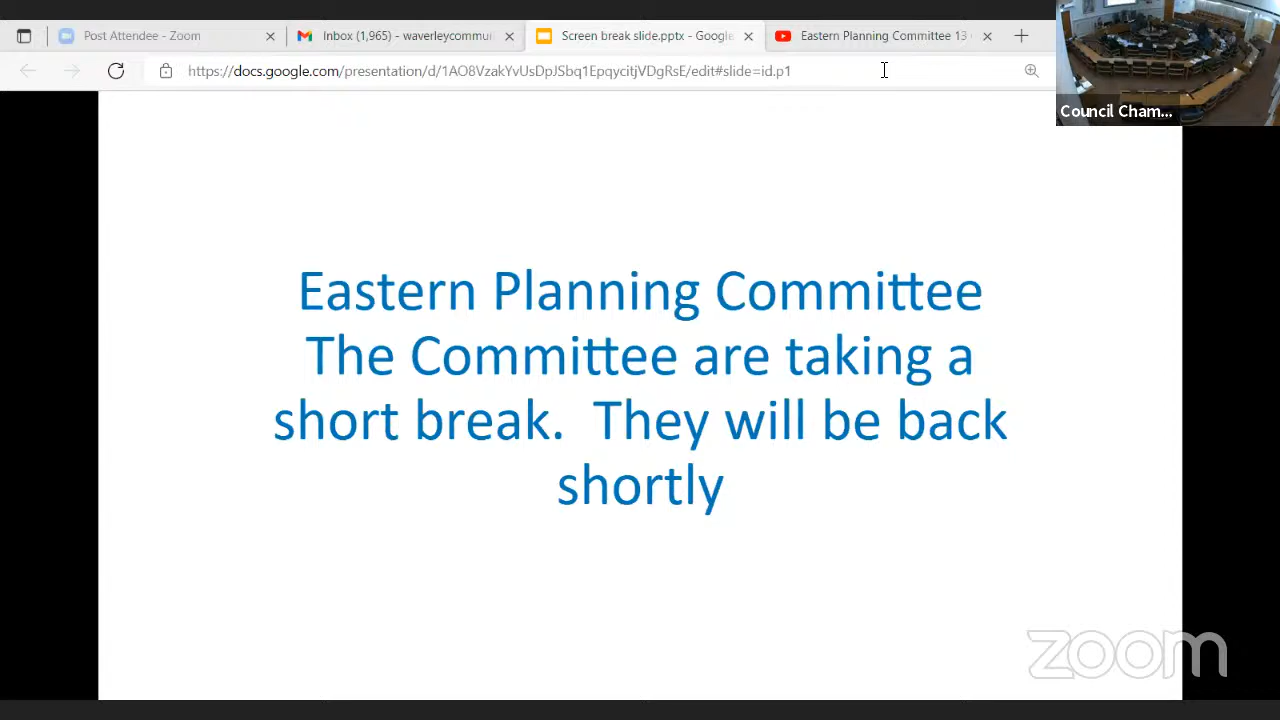 Post Attendee - Zoom
Inbox (1,965) - waverleycommu
Screen break slide.pptx - Google
Eastern Planning Committee 13
https://docs.google.com/presentation/d/1AO8VzakYvUsDpJSbq1EpqycitjVDgRsE/edit#slide=id.p1
Council Cham...
Eastern Planning Committee
The Committee are taking a
short break.  They will be back
shortly
zoom